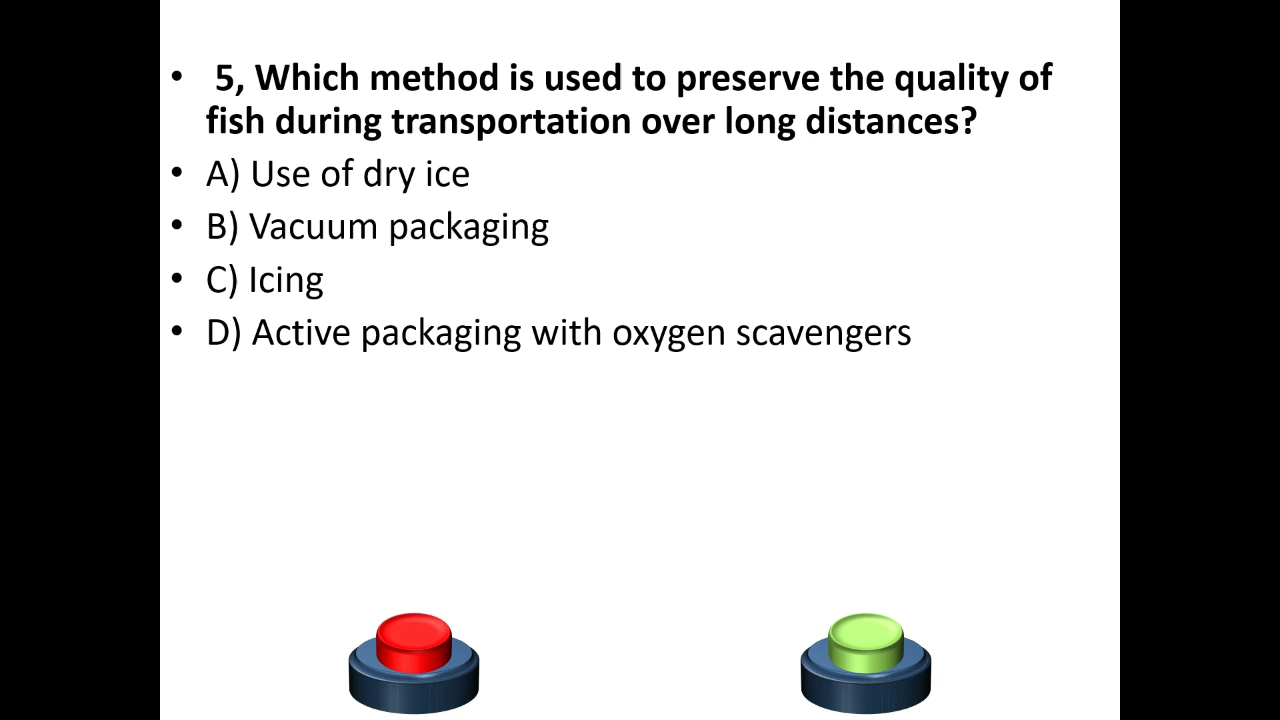 • 5, Which method is used to preserve the quality of
fish during transportation over long distances?
• A) Use of dry ice
• B) Vacuum packaging
• C) Icing
• D) Active packaging with oxygen scavengers